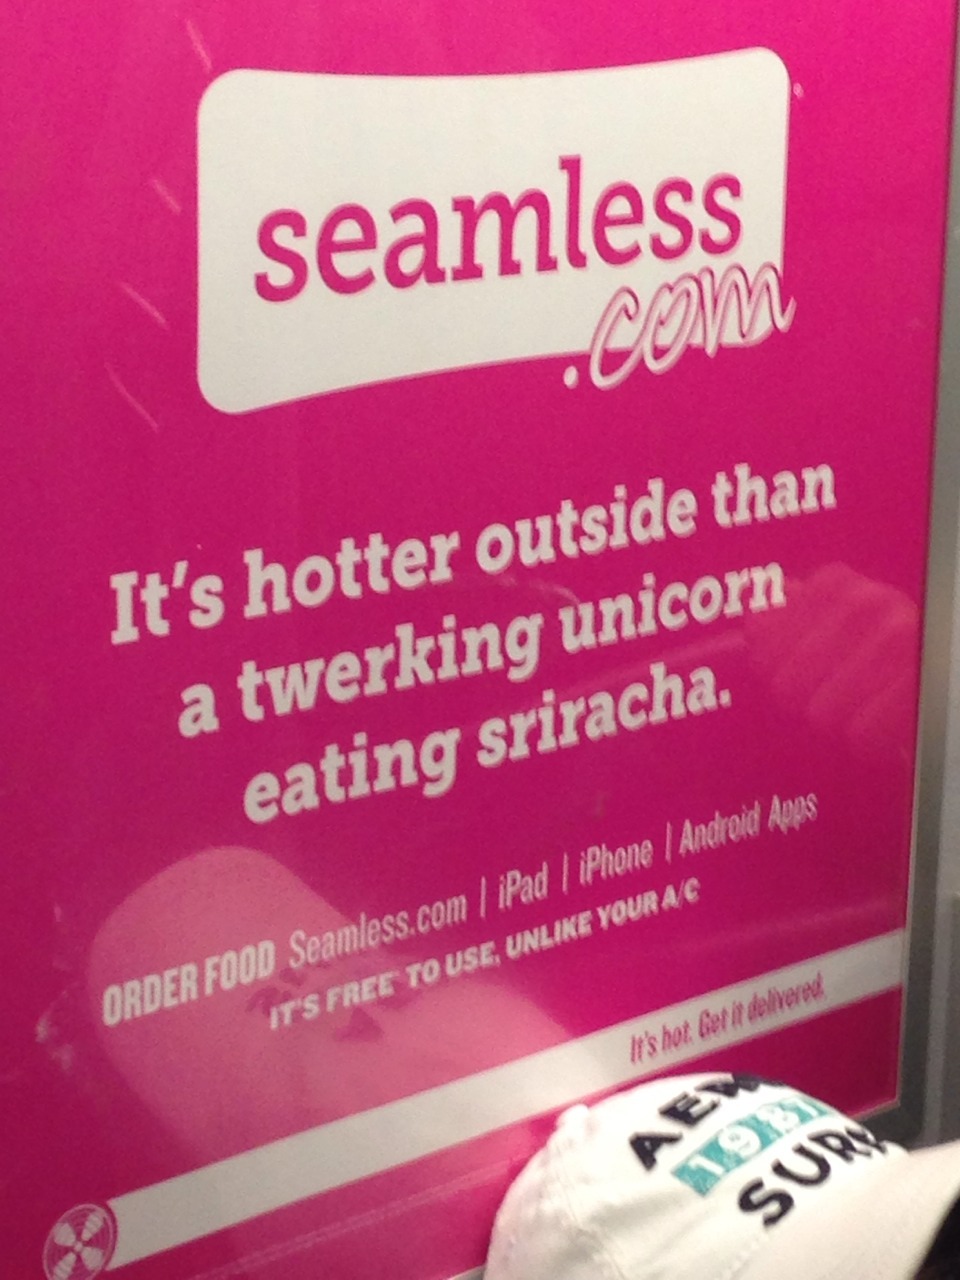 seamless
.com
It's hotter outside than
a twerking unicorn
eating sriracha.
ORDER FOOD Seamless.com | iPad | iPhone | Android Apps
IT'S FREE TO USE, UNLIKE YOUR A/C
It's hot. Get it delivered.
1987